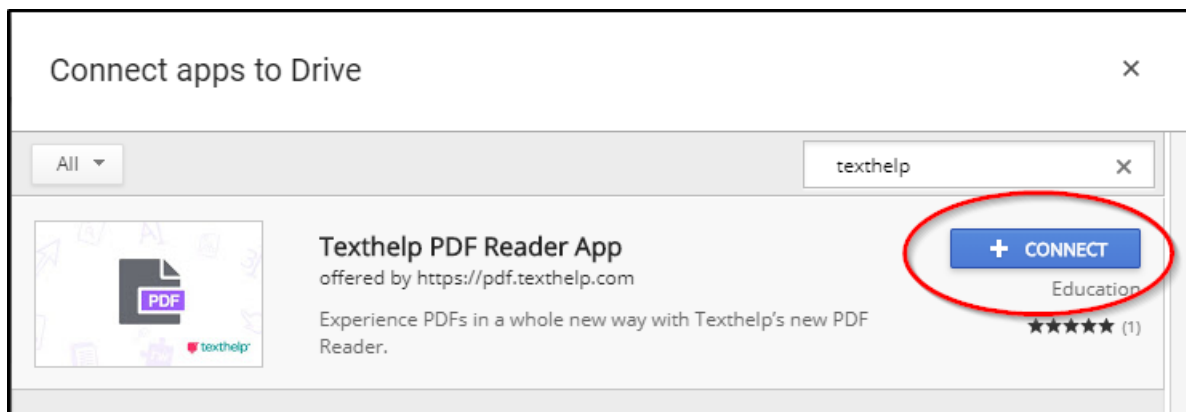 Connect apps to Drive
All
texthelp
Texthelp PDF Reader App
offered by https://pdf.texthelp.com
Experience PDFs in a whole new way with Texthelp's new PDF
Reader.
+ CONNECT
Education
(1)
PDF
texthelp